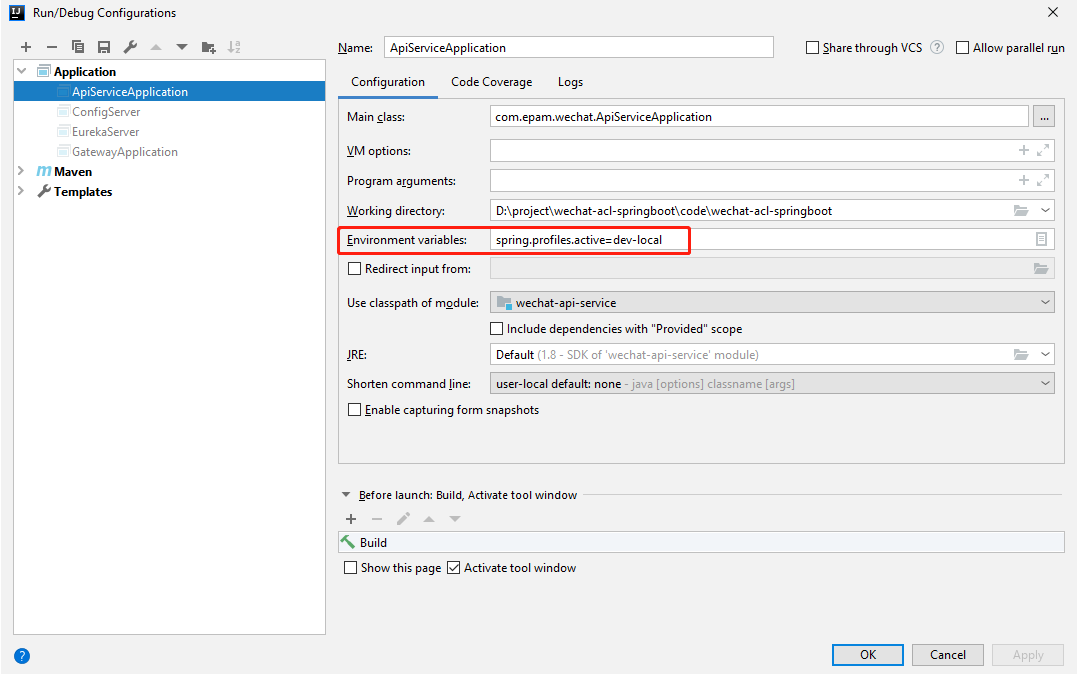 Run/Debug Configurations
Name: ApiServiceApplication
Share through VCS ?
Allow parallel run
Application
ApiServiceApplication
ConfigServer
EurekaServer
GatewayApplication
Maven
Templates
Configuration Code Coverage Logs
Main class: com.epam.wechat.ApiServiceApplication ...
VM options:
Program arguments:
Working directory: D:\project\wechat-acl-springboot\code\wechat-acl-springboot
Environment variables: spring.profiles.active=dev-local
Redirect input from:
Use classpath of module: wechat-api-service
Include dependencies with "Provided" scope
JRE: Default (1.8 - SDK of 'wechat-api-service' module)
Shorten command line: user-local default: none - java [options] classname [args]
Enable capturing form snapshots
Before launch: Build, Activate tool window
Build
Show this page Activate tool window
? OK Cancel Apply